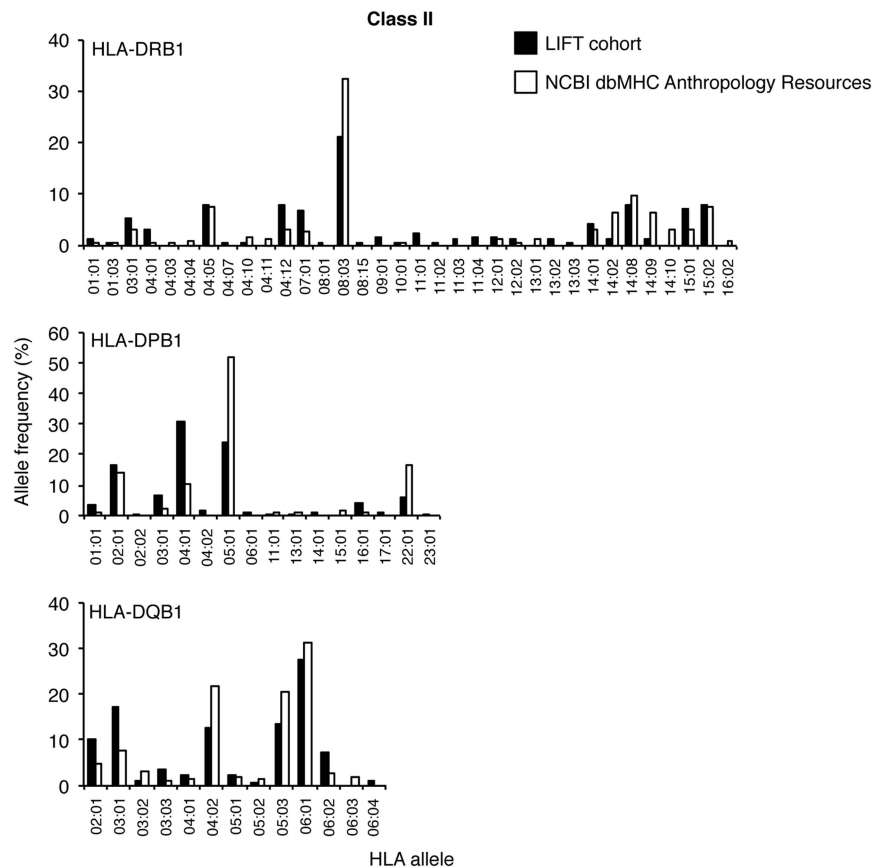 Class II
LIFT cohort
NCBI dbMHC Anthropology Resources
Allele frequency (%)
HLA-DRB1
40
30
20
10
0
01:01 01:03 03:01 04:01 04:03 04:04 04:05 04:07 04:10 04:11 04:12 07:01 08:01 08:03 08:15 09:01 10:01 11:01 11:02 11:03 11:04 12:01 12:02 13:01 13:02 13:03 14:01 14:02 14:08 14:09 14:10 15:01 15:02 16:02
HLA-DPB1
60
50
40
30
20
10
0
01:01 02:01 02:02 03:01 04:01 04:02 05:01 06:01 11:01 13:01 14:01 15:01 16:01 17:01 22:01 23:01
HLA-DQB1
40
30
20
10
0
02:01 03:01 03:02 03:03 04:01 04:02 05:01 05:02 05:03 06:01 06:02 06:03 06:04
HLA allele